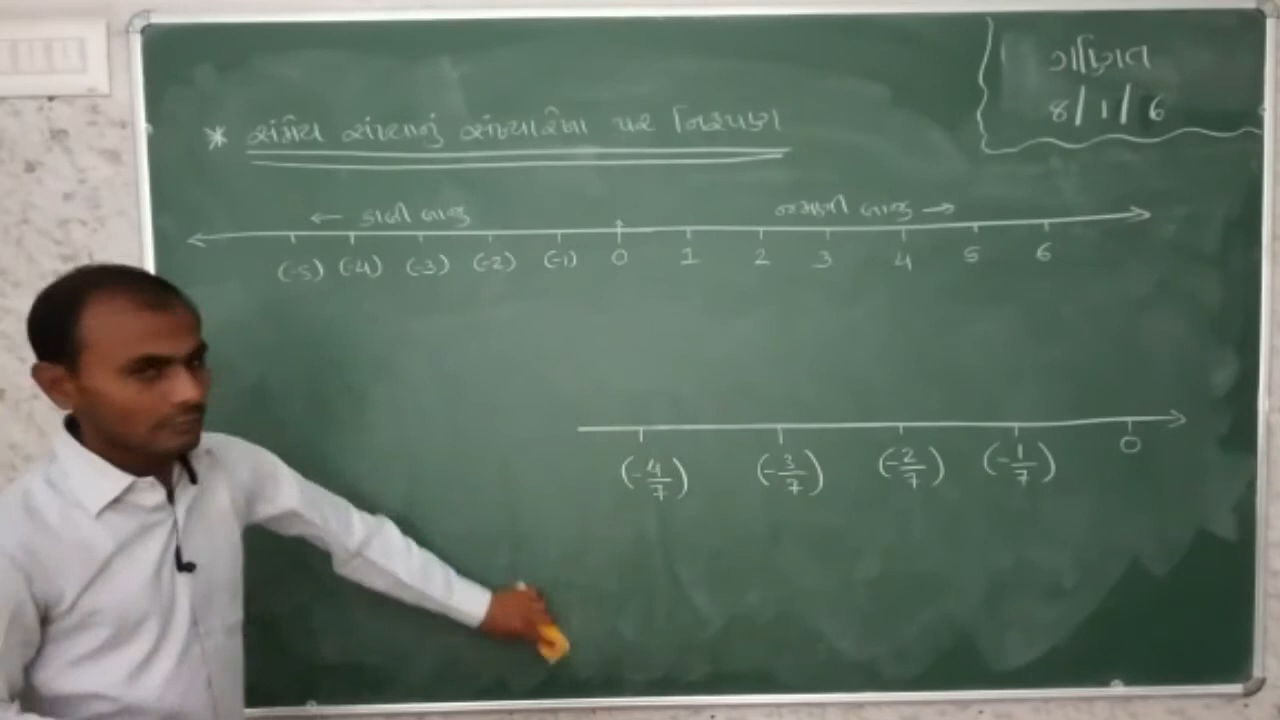 ગણિત
8/1/6
* સંમેય સંખ્યાનું સંખ્યારેખા પર નિરૂપણ
← ડાબી બાજુ જમણી બાજુ →
(-5) (-4) (-3) (-2) (-1) 0 1 2 3 4 5 6
(-4/7) (-3/7) (-2/7) (-1/7) 0